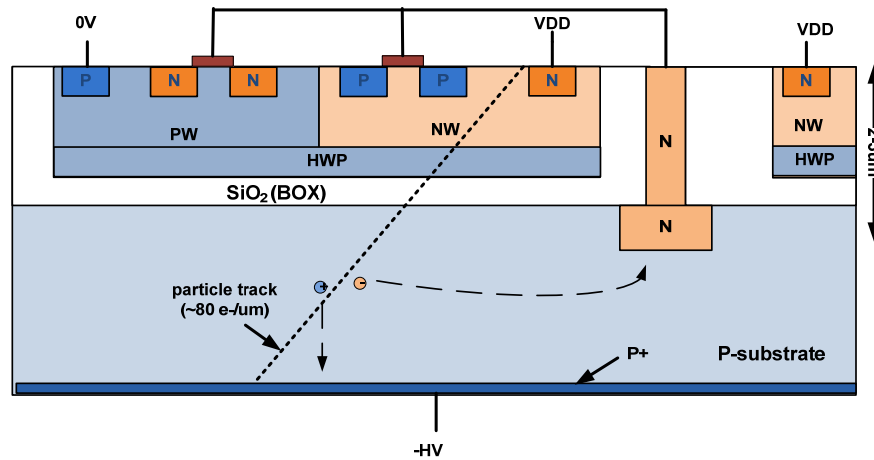 0V
VDD
VDD
P
N
N
P
P
N
N
PW
NW
N
NW
HWP
HWP
SiO2(BOX)
N
+
-
particle track
(~80 e-/um)
P+
P-substrate
-HV